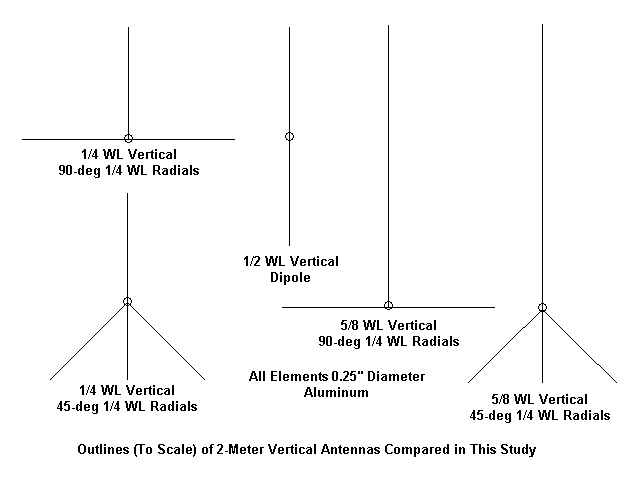 1/4 WL Vertical
90-deg 1/4 WL Radials
1/2 WL Vertical
Dipole
5/8 WL Vertical
90-deg 1/4 WL Radials
All Elements 0.25" Diameter
Aluminum
1/4 WL Vertical
45-deg 1/4 WL Radials
5/8 WL Vertical
45-deg 1/4 WL Radials
Outlines (To Scale) of 2-Meter Vertical Antennas Compared in This Study